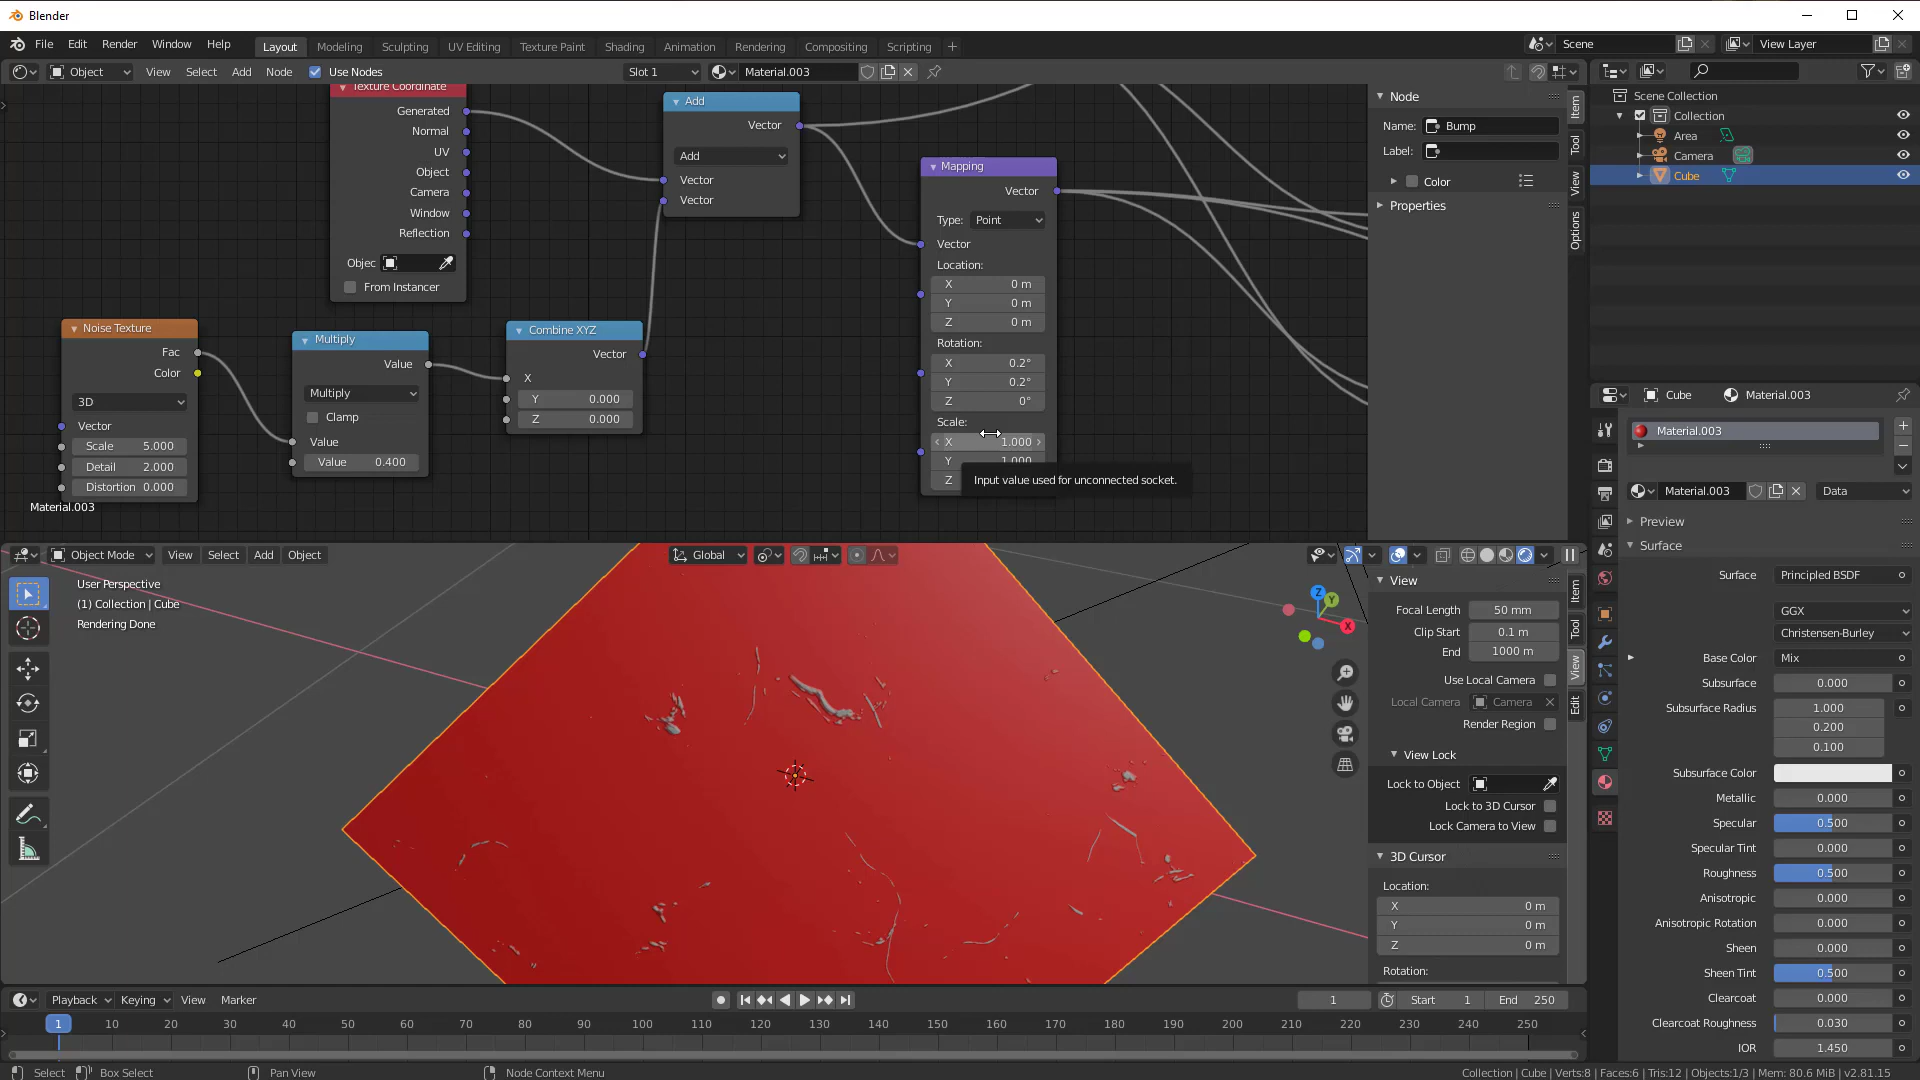 Blender
File Edit Render Window Help
Layout Modeling Sculpting UV Editing Texture Paint Shading Animation Rendering Compositing Scripting +
Scene
View Layer
Object View Select Add Node Use Nodes
Slot 1
Material.003
Texture Coordinate
Generated
Normal
UV
Object
Camera
Window
Reflection
Objec
From Instancer
Add
Vector
Add
Vector
Vector
Mapping
Vector
Type: Point
Vector
Location:
X 0 m
Y 0 m
Z 0 m
Rotation:
X 0.2°
Y 0.2°
Z 0°
Scale:
X 1.000
Y 1.000
Z
Input value used for unconnected socket.
Noise Texture
Fac
Color
3D
Vector
Scale 5.000
Detail 2.000
Distortion 0.000
Material.003
Multiply
Value
Multiply
Clamp
Value
Value 0.400
Combine XYZ
Vector
X
Y 0.000
Z 0.000
Node
Name: Bump
Label:
Color
Properties
Item
Tool
View
Options
Scene Collection
Collection
Area
Camera
Cube
Object Mode View Select Add Object
Global
User Perspective
(1) Collection | Cube
Rendering Done
Z
Y
X
View
Focal Length 50 mm
Clip Start 0.1 m
End 1000 m
Use Local Camera
Local Camera Camera
Render Region
View Lock
Lock to Object
Lock to 3D Cursor
Lock Camera to View
3D Cursor
Location:
X 0 m
Y 0 m
Z 0 m
Rotation:
Item
Tool
View
Edit
Cube Material.003
Material.003
Material.003 Data
Preview
Surface
Surface Principled BSDF
GGX
Christensen-Burley
Base Color Mix
Subsurface 0.000
Subsurface Radius 1.000
0.200
0.100
Subsurface Color
Metallic 0.000
Specular 0.500
Specular Tint 0.000
Roughness 0.500
Anisotropic 0.000
Anisotropic Rotation 0.000
Sheen 0.000
Sheen Tint 0.500
Clearcoat 0.000
Clearcoat Roughness 0.030
IOR 1.450
Playback Keying View Marker
1 Start 1 End 250
1 10 20 30 40 50 60 70 80 90 100 110 120 130 140 150 160 170 180 190 200 210 220 230 240 250
Select Box Select Pan View Node Context Menu
Collection | Cube | Verts:8 | Faces:6 | Tris:12 | Objects:1/3 | Mem: 80.6 MiB | v2.81.15